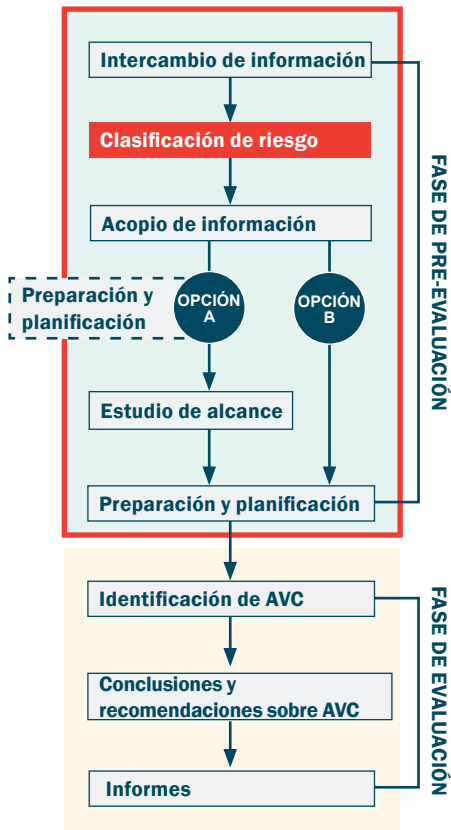 Intercambio de información
Clasificación de riesgo
Acopio de información
Preparación y
planificación
OPCIÓN
A
OPCIÓN
B
Estudio de alcance
Preparación y planificación
FASE DE PRE-EVALUACIÓN
Identificación de AVC
Conclusiones y
recomendaciones sobre AVC
Informes
FASE DE EVALUACIÓN